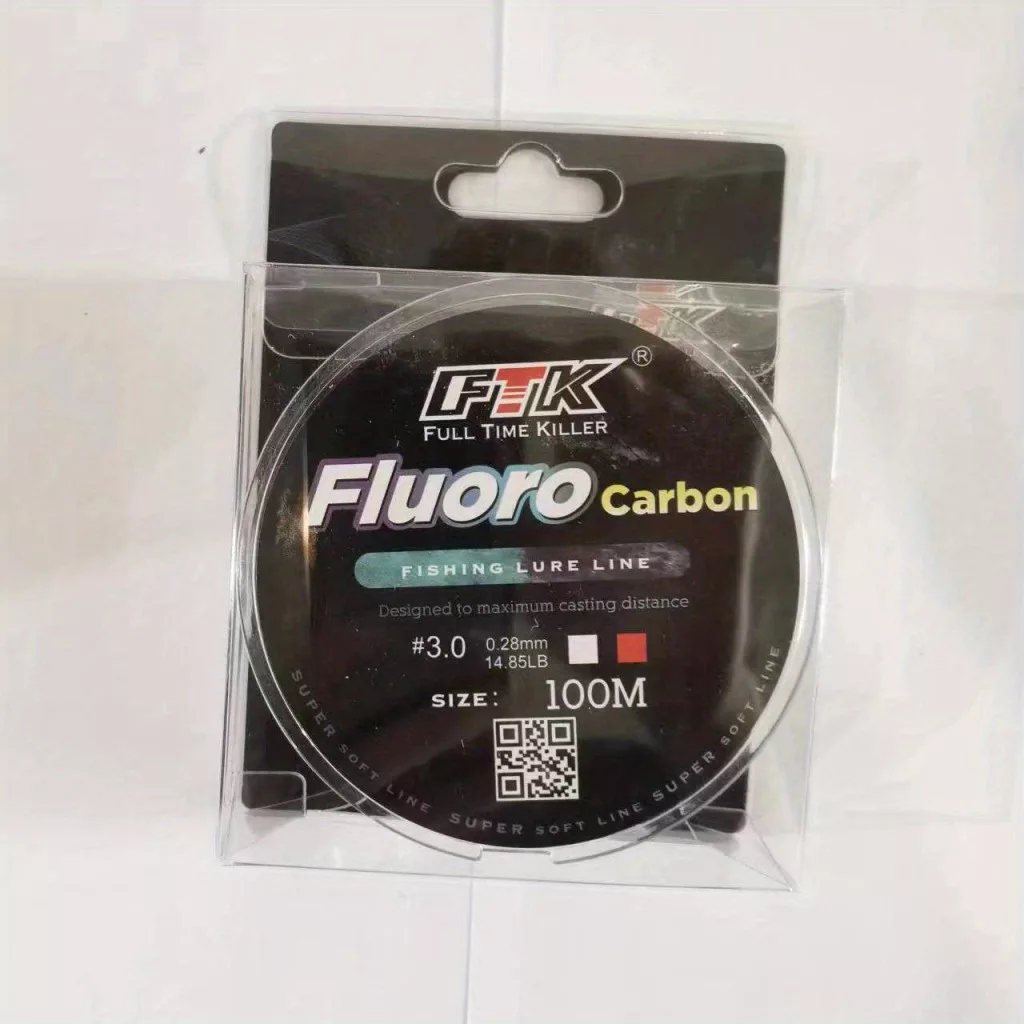 FTK
FTK ®
FULL TIME KILLER
Fluoro Carbon
FISHING LURE LINE
Designed to maximum casting distance
#3.0 0.28mm
14.85LB
SIZE: 100M
SUPER SOFT LINE SUPER SOFT LINE SUPER SOFT LINE